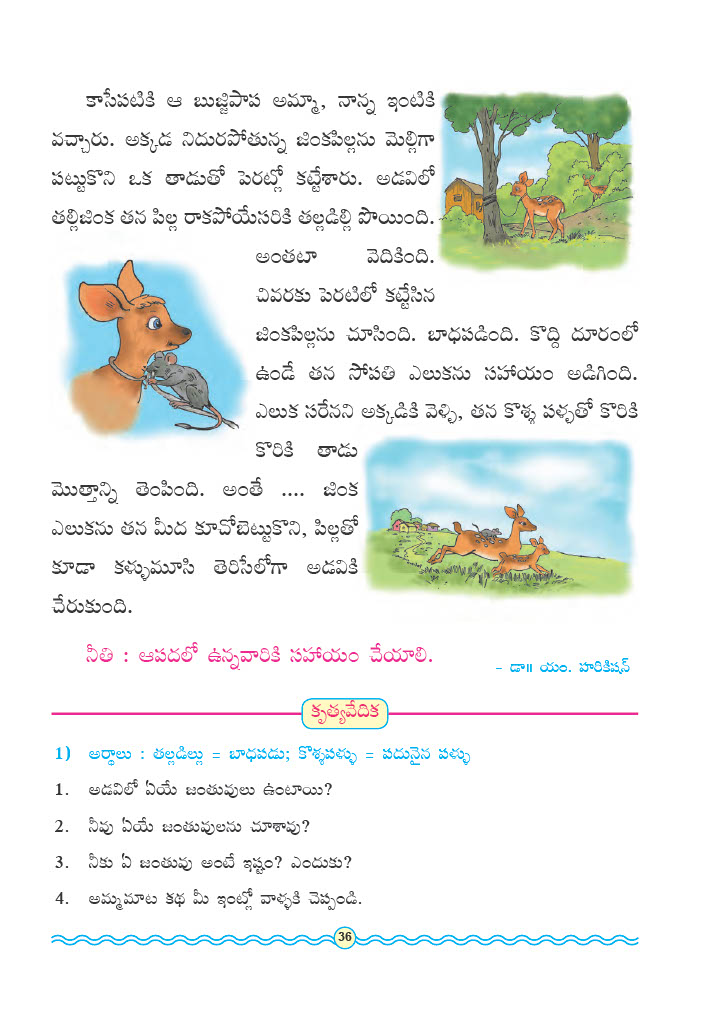 కాసేపటికి ఆ బుజ్జిపాప అమ్మా, నాన్న ఇంటికి
వచ్చారు. అక్కడ నిదురపోతున్న జింకపిల్లను మెల్లిగా
పట్టుకొని ఒక తాడుతో పెరట్లో కట్టేశారు. అడవిలో
తల్లిజింక తన పిల్ల రాకపోయేసరికి తల్లడిల్లి పొయింది.
అంతటా వెదికింది.
చివరకు పెరటిలో కట్టేసిన
జింకపిల్లను చూసింది. బాధపడింది. కొద్ది దూరంలో
ఉండే తన సోపతి ఎలుకను సహాయం అడిగింది.
ఎలుక సరేనని అక్కడికి వెళ్ళి, తన కొశ్శ పళ్ళతో కొరికి
కొరికి తాడు
మొత్తాన్ని తెంపింది. అంతే .... జింక
ఎలుకను తన మీద కూచోబెట్టుకొని, పిల్లతో
కూడా కళ్ళుమూసి తెరిసేలోగా అడవికి
చేరుకుంది.
నీతి : ఆపదలో ఉన్నవారికి సహాయం చేయాలి.
- డా॥ యం. హరికిషన్
కృత్యవేదిక
1) అర్థాలు : తల్లడిల్లు = బాధపడు; కొశ్శపళ్ళు = పదునైన పళ్ళు
1. అడవిలో ఏయే జంతువులు ఉంటాయి?
2. నీవు ఏయే జంతువులను చూశావు?
3. నీకు ఏ జంతువు అంటే ఇష్టం? ఎందుకు?
4. అమ్మమాట కథ మీ ఇంట్లో వాళ్ళకి చెప్పండి.
36